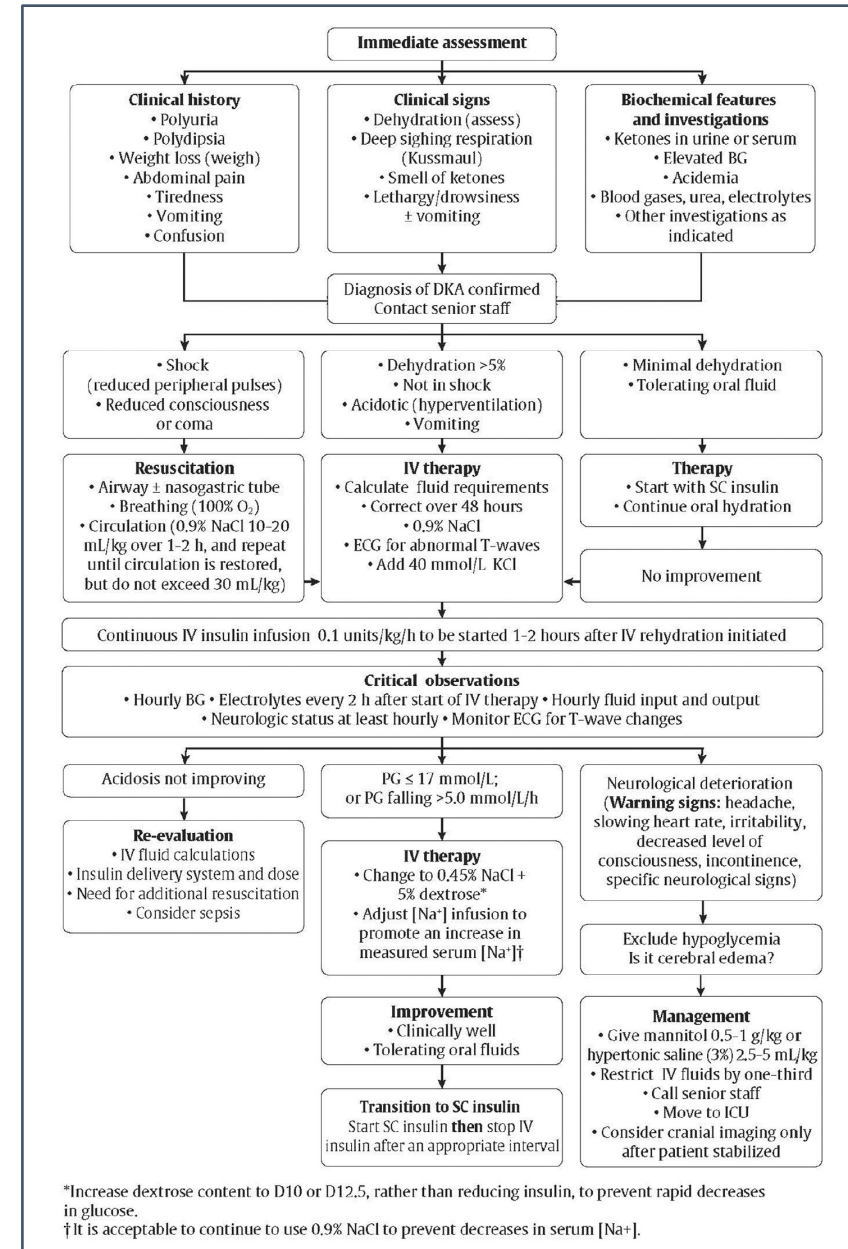 Immediate assessment
Clinical history
• Polyuria
• Polydipsia
• Weight loss (weigh)
• Abdominal pain
• Tiredness
• Vomiting
• Confusion
Clinical signs
• Dehydration (assess)
• Deep sighing respiration
(Kussmaul)
• Smell of ketones
• Lethargy/drowsiness
± vomiting
Biochemical features
and investigations
• Ketones in urine or serum
• Elevated BG
• Acidemia
• Blood gases, urea, electrolytes
• Other investigations as
indicated
Diagnosis of DKA confirmed
Contact senior staff
• Shock
(reduced peripheral pulses)
• Reduced consciousness
or coma
• Dehydration >5%
• Not in shock
• Acidotic (hyperventilation)
• Vomiting
• Minimal dehydration
• Tolerating oral fluid
Resuscitation
• Airway ± nasogastric tube
• Breathing (100% O₂)
• Circulation (0.9% NaCl 10-20
mL/kg over 1-2 h, and repeat
until circulation is restored,
but do not exceed 30 mL/kg)
IV therapy
• Calculate fluid requirements
• Correct over 48 hours
• 0.9% NaCl
• ECG for abnormal T-waves
• Add 40 mmol/L KCl
Therapy
• Start with SC insulin
• Continue oral hydration
No improvement
Continuous IV insulin infusion 0.1 units/kg/h to be started 1-2 hours after IV rehydration initiated
Critical observations
• Hourly BG • Electrolytes every 2 h after start of IV therapy • Hourly fluid input and output
• Neurologic status at least hourly • Monitor ECG for T-wave changes
Acidosis not improving
Re-evaluation
• IV fluid calculations
• Insulin delivery system and dose
• Need for additional resuscitation
• Consider sepsis
PG ≤ 17 mmol/L;
or PG falling >5.0 mmol/L/h
IV therapy
• Change to 0.45% NaCl +
5% dextrose*
• Adjust [Na⁺] infusion to
promote an increase in
measured serum [Na⁺]†
Improvement
• Clinically well
• Tolerating oral fluids
Transition to SC insulin
Start SC insulin then stop IV
insulin after an appropriate interval
Neurological deterioration
(Warning signs: headache,
slowing heart rate, irritability,
decreased level of
consciousness, incontinence,
specific neurological signs)
Exclude hypoglycemia
Is it cerebral edema?
Management
• Give mannitol 0.5-1 g/kg or
hypertonic saline (3%) 2.5-5 mL/kg
• Restrict IV fluids by one-third
• Call senior staff
• Move to ICU
• Consider cranial imaging only
after patient stabilized
*Increase dextrose content to D10 or D12.5, rather than reducing insulin, to prevent rapid decreases
in glucose.
†It is acceptable to continue to use 0.9% NaCl to prevent decreases in serum [Na+].